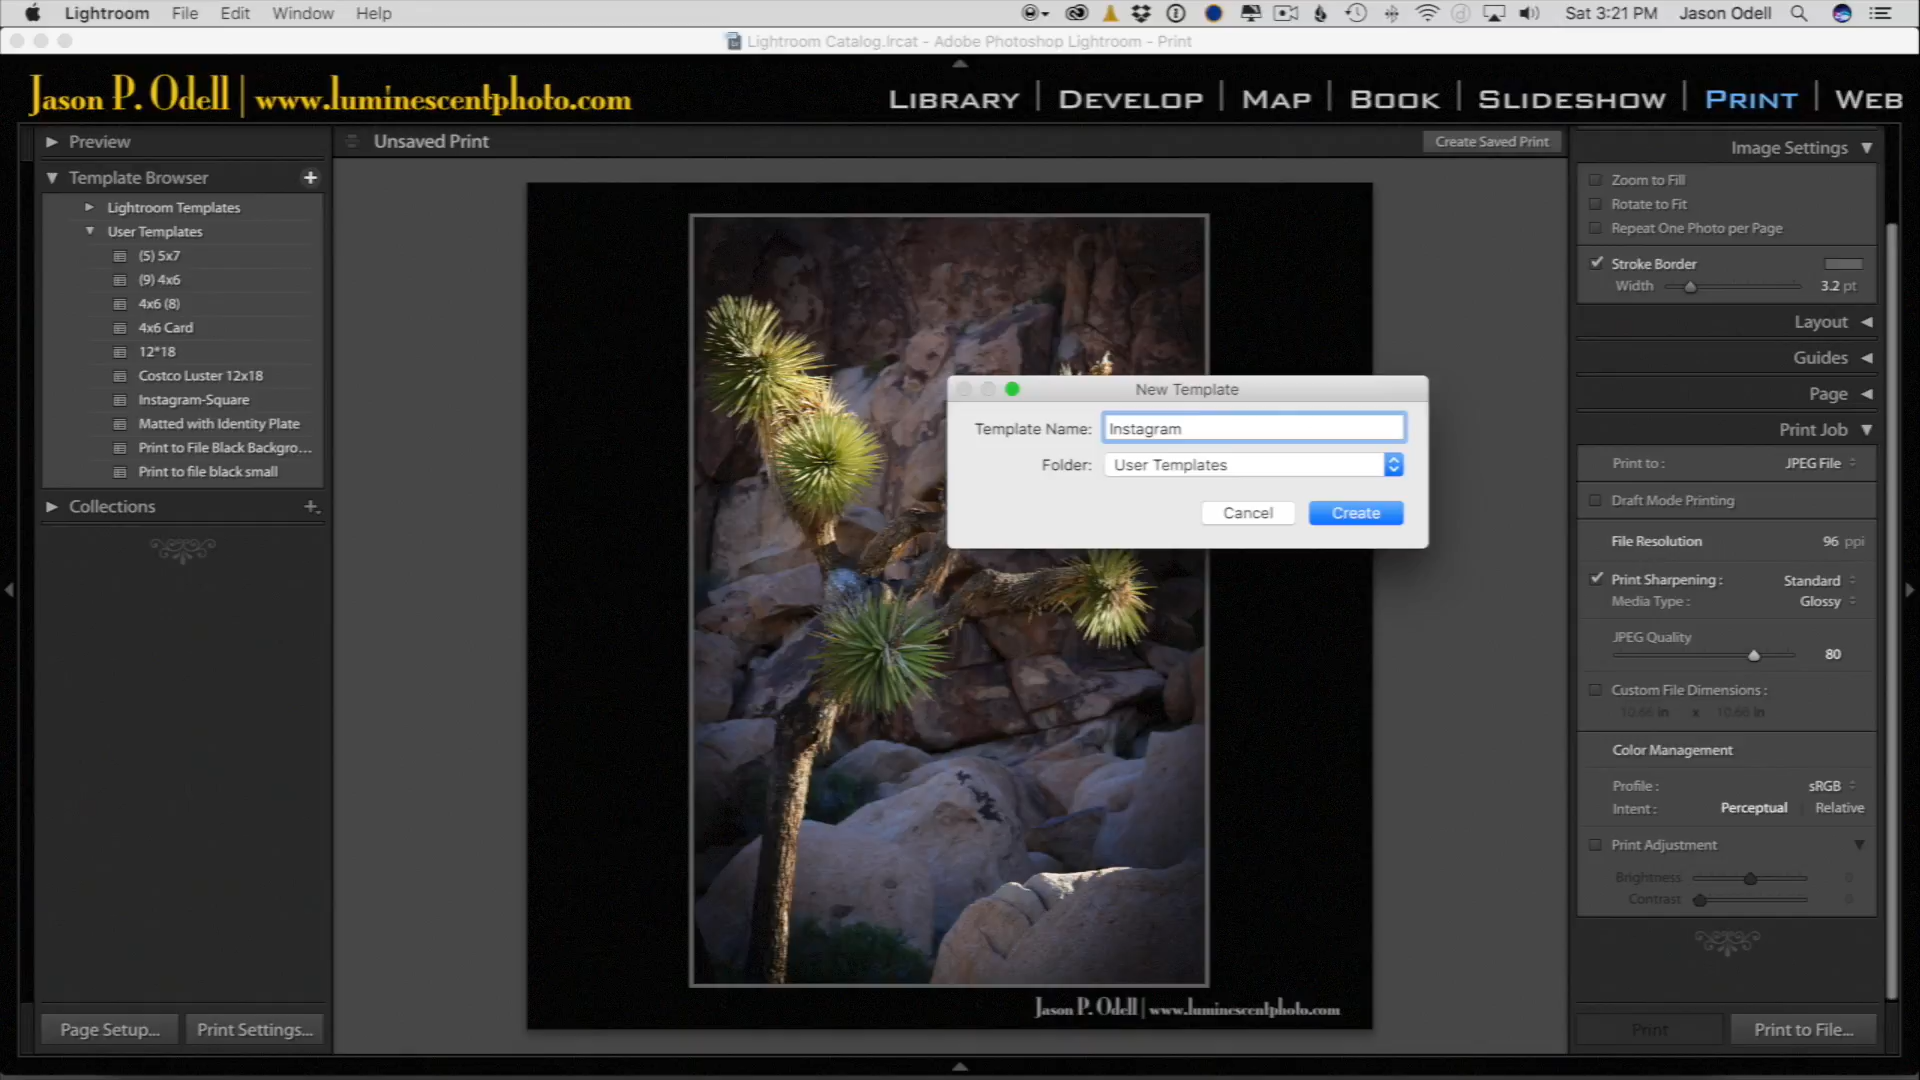 Lightroom File Edit Window Help Sat 3:21 PM Jason Odell
Lightroom Catalog.lrcat - Adobe Photoshop Lightroom - Print
Jason P. Odell | www.luminescentphoto.com
Library | Develop | Map | Book | Slideshow | Print | Web
Preview
Template Browser
Lightroom Templates
User Templates
(5) 5x7
(9) 4x6
4x6 (8)
4x6 Card
12*18
Costco Luster 12x18
Instagram-Square
Matted with Identity Plate
Print to File Black Backgro...
Print to file black small
Collections
Page Setup...
Print Settings...
Unsaved Print
Create Saved Print
New Template
Template Name: Instagram
Folder: User Templates
Cancel
Create
Jason P. Odell | www.luminescentphoto.com
Image Settings
Zoom to Fill
Rotate to Fit
Repeat One Photo per Page
Stroke Border
Width 3.2 pt
Layout
Guides
Page
Print Job
Print to : JPEG File
Draft Mode Printing
File Resolution 96 ppi
Print Sharpening : Standard
Media Type : Glossy
JPEG Quality 80
Custom File Dimensions :
10.66 in x 10.66 in
Color Management
Profile : sRGB
Intent : Perceptual Relative
Print Adjustment
Brightness 0
Contrast 0
Print
Print to File...